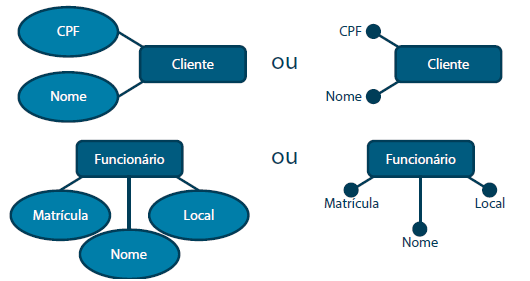 CPF
Cliente
Nome
ou
CPF
Cliente
Nome
Funcionário
Matrícula
Local
Nome
ou
Funcionário
Matrícula
Local
Nome